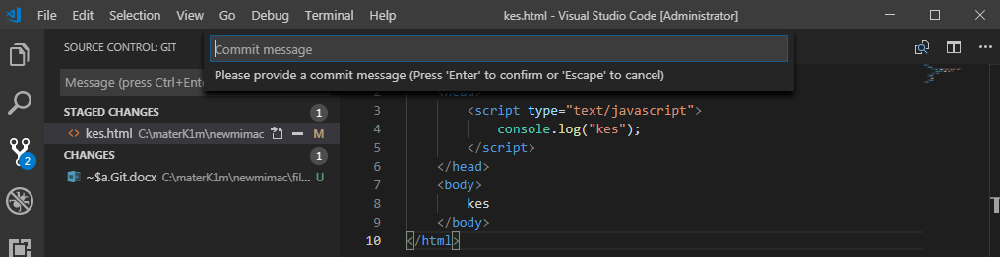 File Edit Selection View Go Debug Terminal Help kes.html - Visual Studio Code [Administrator]
SOURCE CONTROL: GIT
Commit message
Message (press Ctrl+Ente
Please provide a commit message (Press 'Enter' to confirm or 'Escape' to cancel)
STAGED CHANGES 1
kes.html C:\materK1m\newmimac M
CHANGES 1
~$a.Git.docx C:\materK1m\newmimac\fil... U
2
2 <head>
3 <script type="text/javascript">
4 console.log("kes");
5 </script>
6 </head>
7 <body>
8 kes
9 </body>
10 </html>